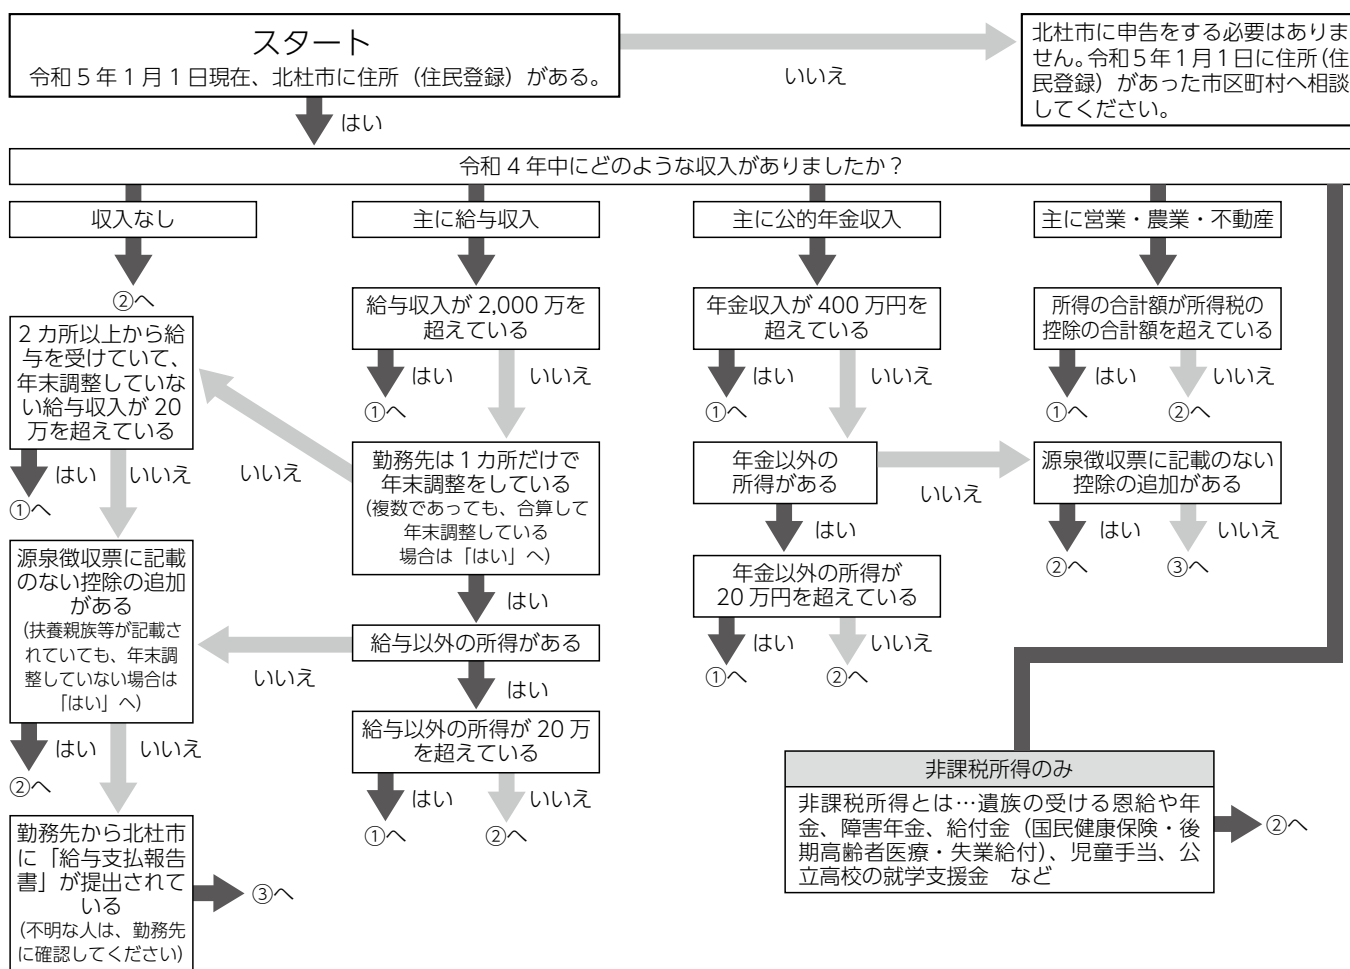 スタート
令和5年1月1日現在、北杜市に住所（住民登録）がある。
いいえ
北杜市に申告をする必要はありま
せん。令和5年1月1日に住所（住
民登録）があった市区町村へ相談
してください。
はい
令和4年中にどのような収入がありましたか？
収入なし
②へ
主に給与収入
給与収入が 2,000 万を
超えている
はい
いいえ
①へ
勤務先は1カ所だけで
年末調整をしている
（複数であっても、合算して
年末調整している
場合は「はい」へ）
いいえ
はい
2カ所以上から給
与を受けていて、
年末調整していな
い給与収入が 20
万を超えている
はい
いいえ
①へ
給与以外の所得がある
いいえ
はい
源泉徴収票に記載
のない控除の追加
がある
（扶養親族等が記載さ
れていても、年末調
整していない場合は
「はい」へ）
はい
いいえ
②へ
給与以外の所得が 20 万
を超えている
はい
いいえ
①へ
②へ
勤務先から北杜市
に「給与支払報告
書」が提出されて
いる
（不明な人は、勤務先
に確認してください）
③へ
主に公的年金収入
年金収入が 400 万円を
超えている
はい
いいえ
①へ
年金以外の
所得がある
いいえ
はい
源泉徴収票に記載のない
控除の追加がある
はい
いいえ
②へ
③へ
年金以外の所得が
20 万円を超えている
はい
いいえ
①へ
②へ
主に営業・農業・不動産
所得の合計額が所得税の
控除の合計額を超えている
はい
いいえ
①へ
②へ
非課税所得のみ
非課税所得とは…遺族の受ける恩給や年
金、障害年金、給付金（国民健康保険・後
期高齢者医療・失業給付）、児童手当、公
立高校の就学支援金　など
②へ